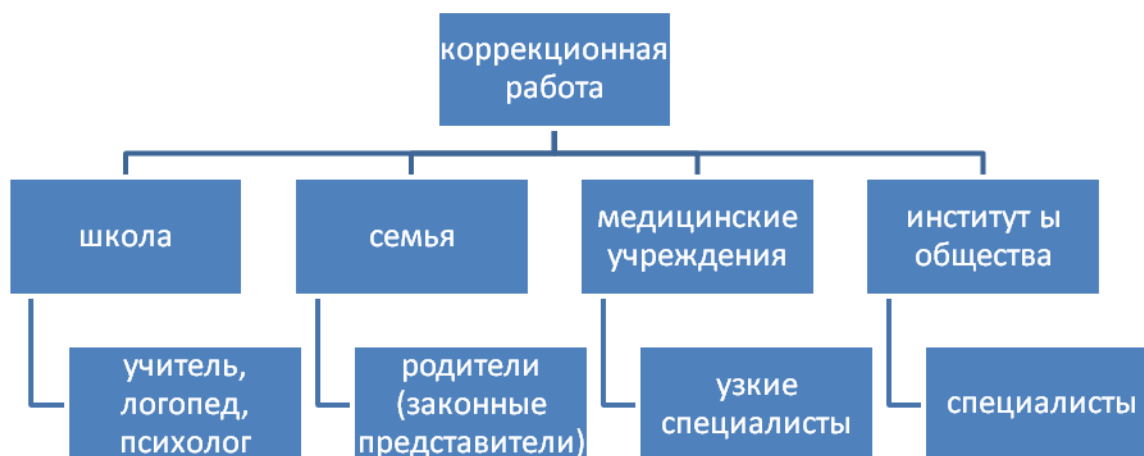 коррекционная
работа
школа
семья
медицинские
учреждения
институт ы
общества
учитель,
логопед,
психолог
родители
(законные
представители)
узкие
специалисты
специалисты